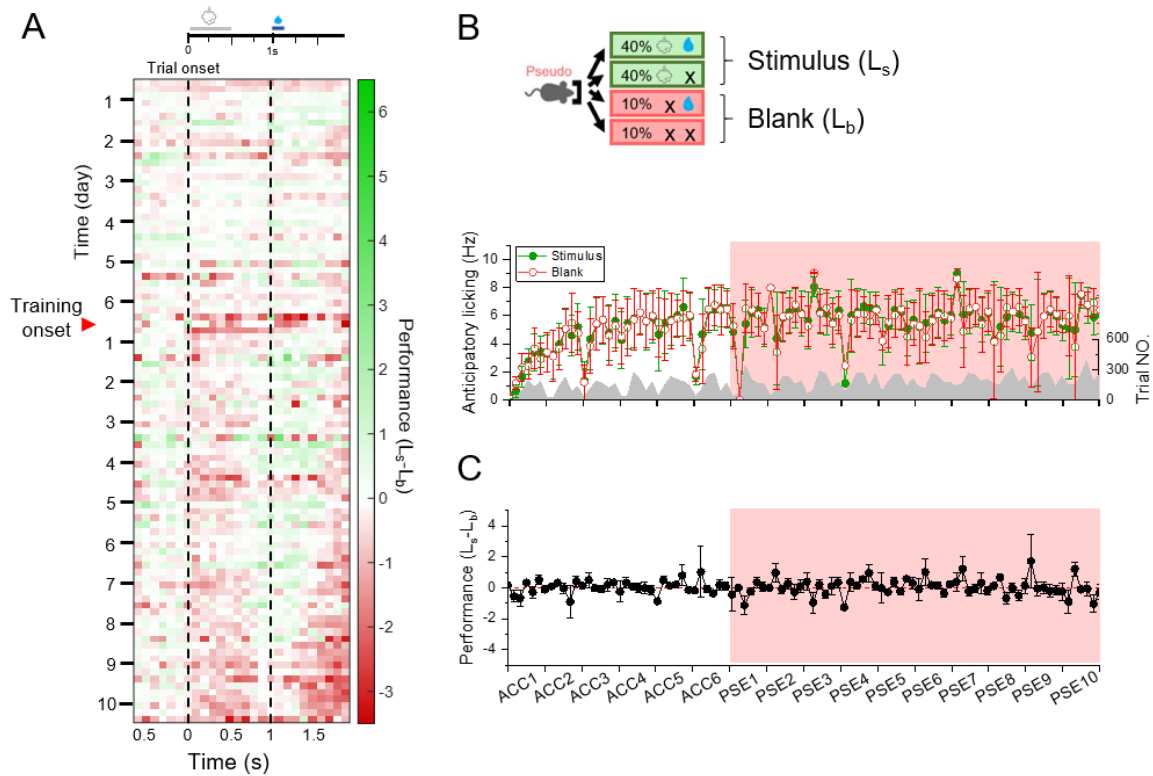 A
0
1s
Trial onset
Time (day)
1
2
3
4
5
6
Training
onset
1
2
3
4
5
6
7
8
9
10
0.5
0
0.5
1
1.5
Time (s)
6
5
4
3
2
1
0
-1
-2
-3
Performance (Ls-Lb)
B
Pseudo
40%
40% X
10% X
10% X X
Stimulus (Ls)
Blank (Lb)
Anticipatory licking (Hz)
10
8
6
4
2
0
Stimulus
Blank
600
300
0
Trial NO.
C
Performance (Ls-Lb)
4
2
0
-2
-4
ACC1
ACC2
ACC3
ACC4
ACC5
ACC6
PSE1
PSE2
PSE3
PSE4
PSE5
PSE6
PSE7
PSE8
PSE9
PSE10